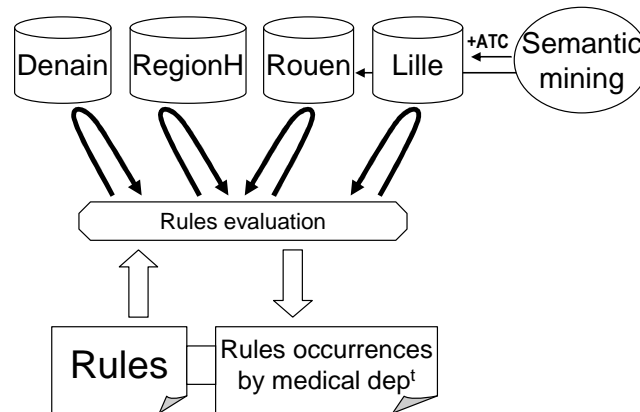 Denain
RegionH
Rouen
Lille
+ATC
Semantic
mining
Rules evaluation
Rules
Rules occurrences
by medical depᵗ